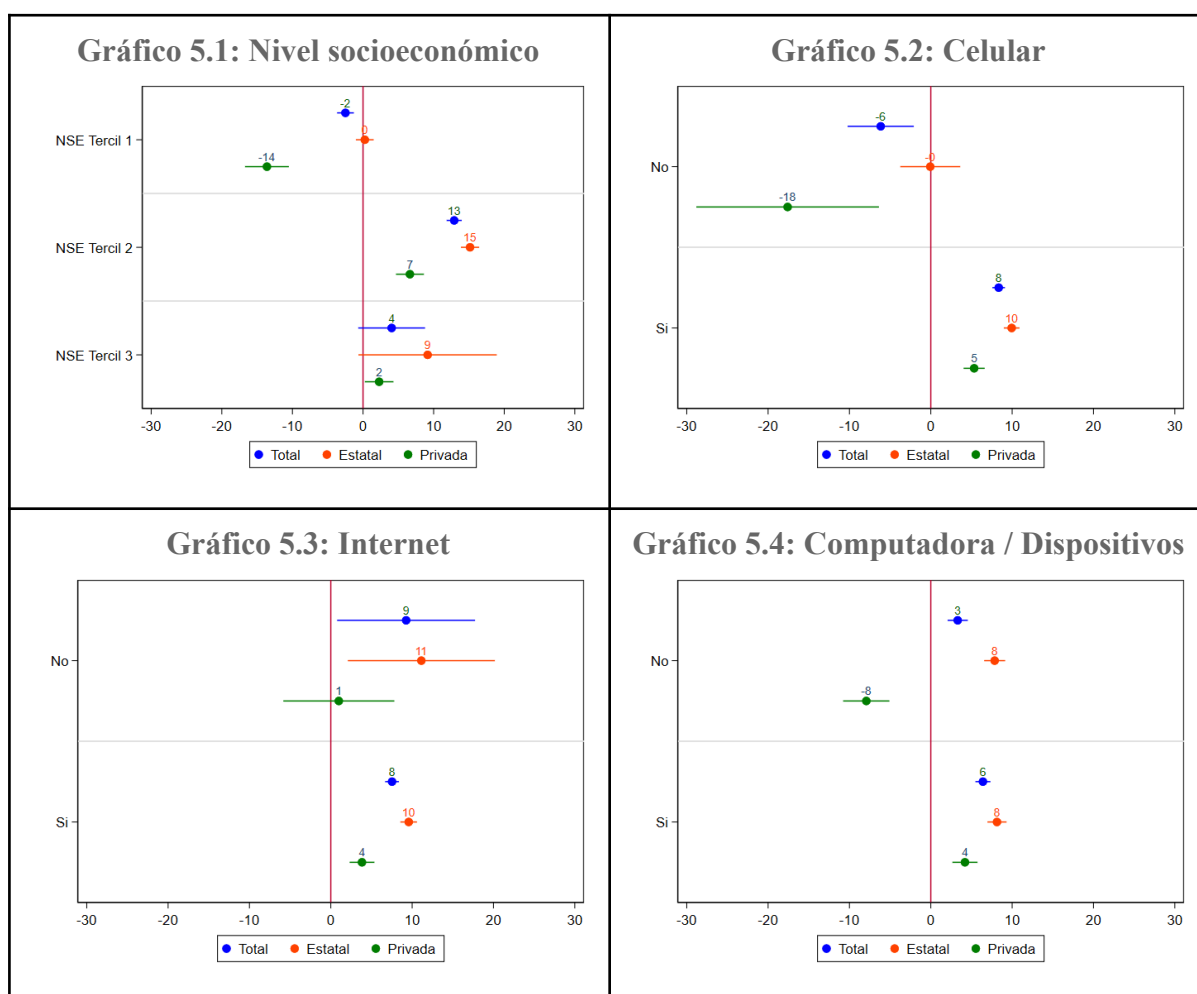 Gráfico 5.1: Nivel socioeconómico
-2
0
NSE Tercil 1
-14
13
15
NSE Tercil 2
7
4
9
NSE Tercil 3
2
-30 -20 -10 0 10 20 30
Total Estatal Privada
Gráfico 5.2: Celular
-6
-0
No
-18
8
10
Si
5
-30 -20 -10 0 10 20 30
Total Estatal Privada
Gráfico 5.3: Internet
9
11
No
1
8
10
Si
4
-30 -20 -10 0 10 20 30
Total Estatal Privada
Gráfico 5.4: Computadora / Dispositivos
3
8
No
-8
6
8
Si
4
-30 -20 -10 0 10 20 30
Total Estatal Privada